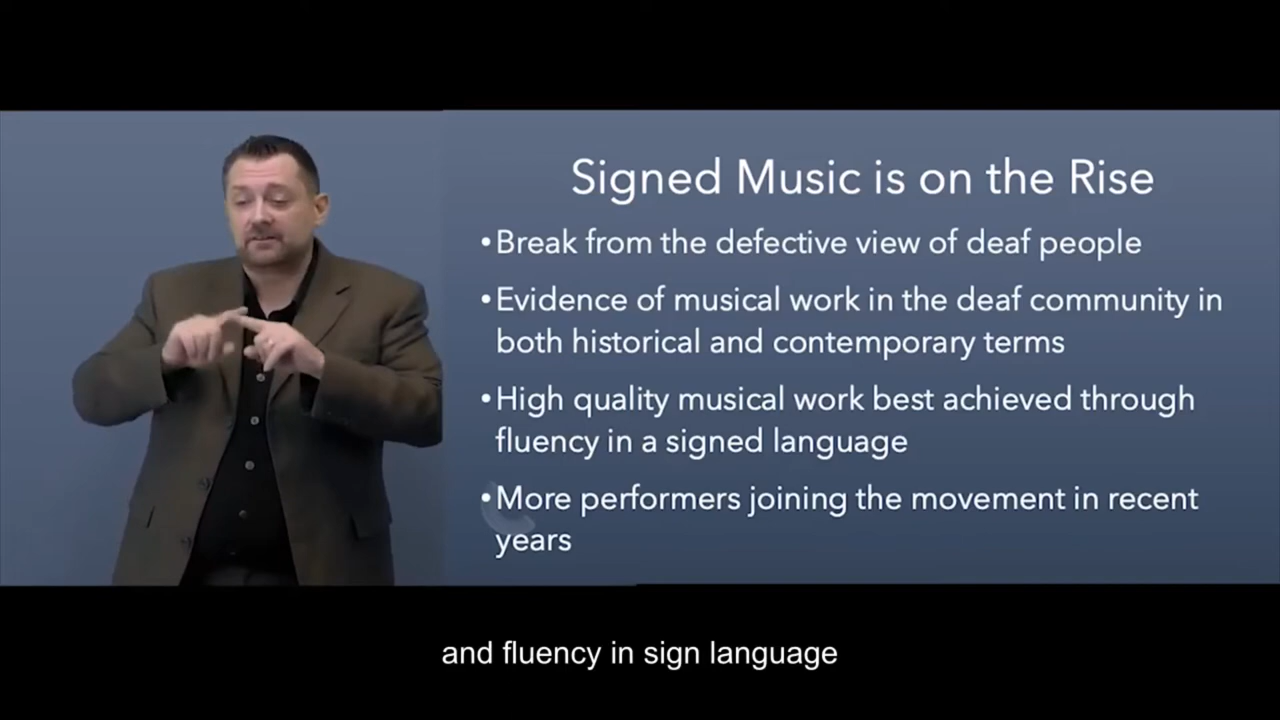 Signed Music is on the Rise
•Break from the defective view of deaf people
•Evidence of musical work in the deaf community in
both historical and contemporary terms
•High quality musical work best achieved through
fluency in a signed language
•More performers joining the movement in recent
years
and fluency in sign language